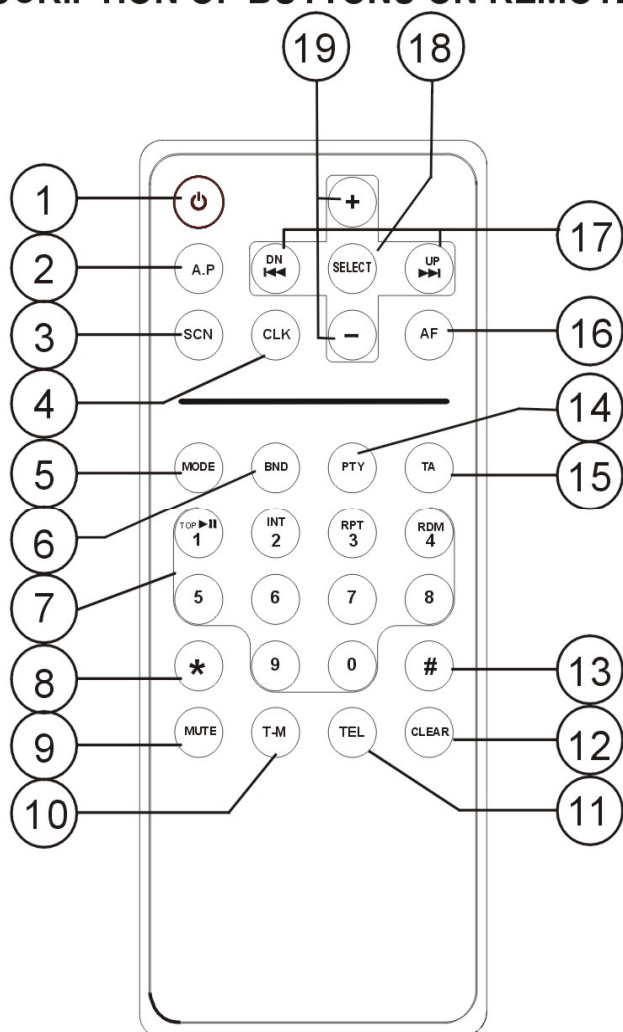 DESCRIPTION OF BUTTONS ON REMOTE
19 18
1
+
2 A.P DN SELECT UP 17
3 SCN CLK − AF 16
4 14
5 MODE BND PTY TA 15
6 TOP INT RPT RDM
1 2 3 4
7 5 6 7 8
8 * 9 0 # 13
9 MUTE T-M TEL CLEAR 12
10 11